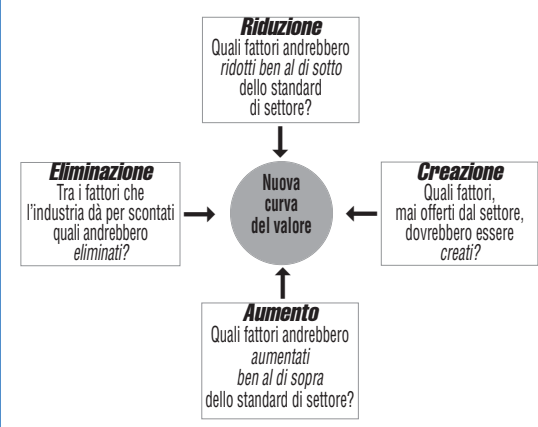 Riduzione
Quali fattori andrebbero
ridotti ben al di sotto
dello standard
di settore?
Eliminazione
Tra i fattori che
l'industria dà per scontati
quali andrebbero
eliminati?
Nuova
curva
del valore
Creazione
Quali fattori,
mai offerti dal settore,
dovrebbero essere
creati?
Aumento
Quali fattori andrebbero
aumentati
ben al di sopra
dello standard di settore?